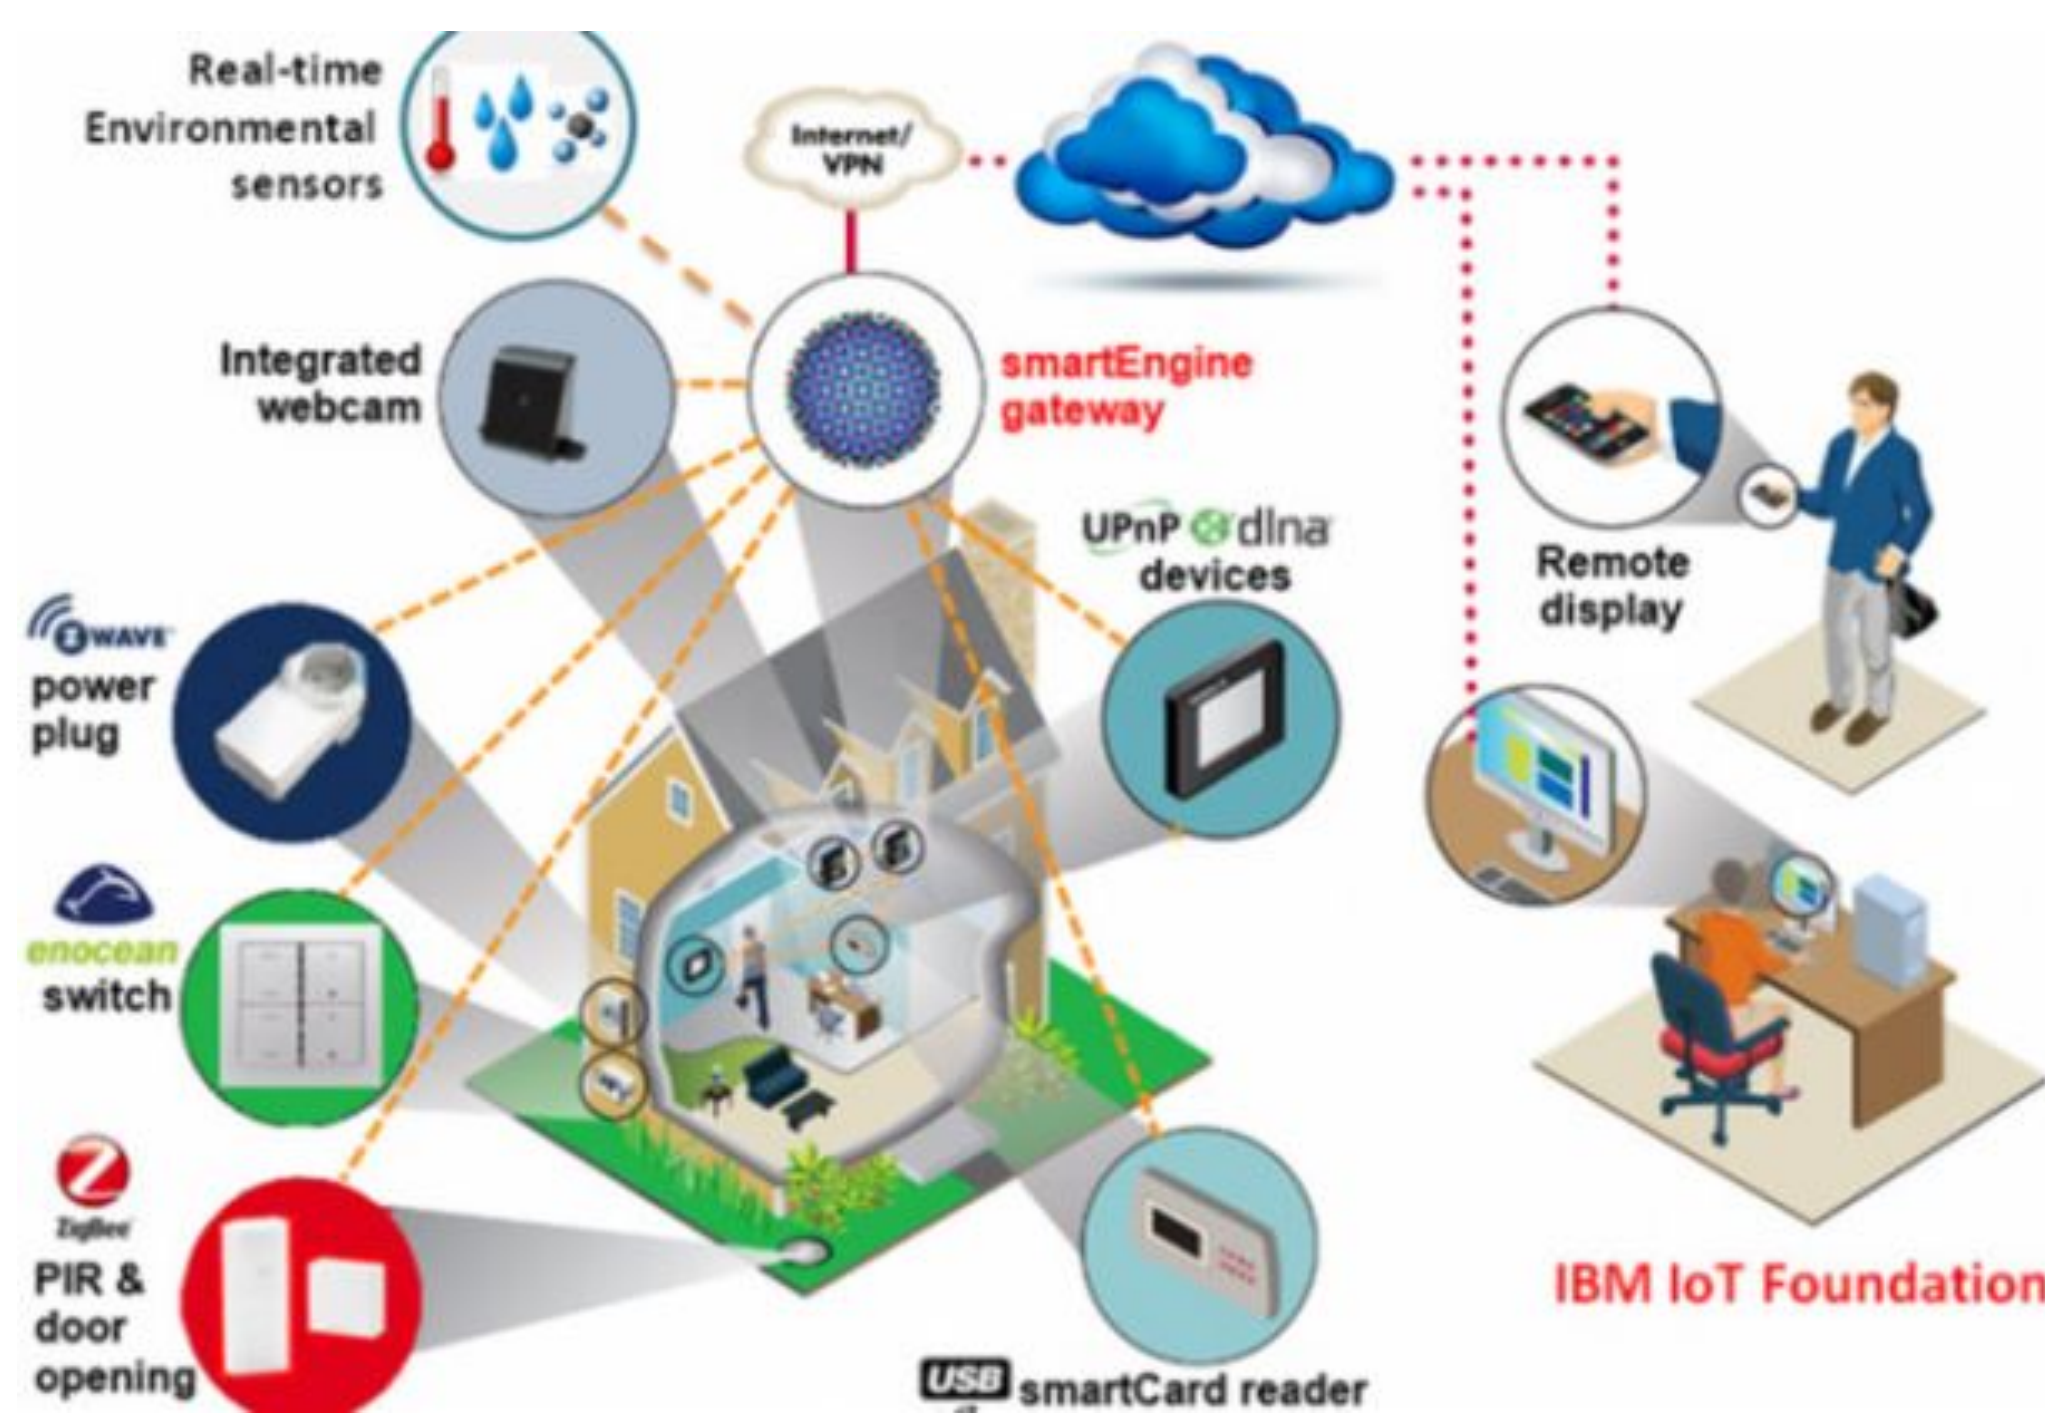 Real-time
Environmental
sensors
Internet/
VPN
Integrated
webcam
smartEngine
gateway
UPnP dlna
devices
Remote
display
Z WAVE
power
plug
enocean
switch
ZigBee
PIR &
door
opening
IBM IoT Foundation
USB smartCard reader